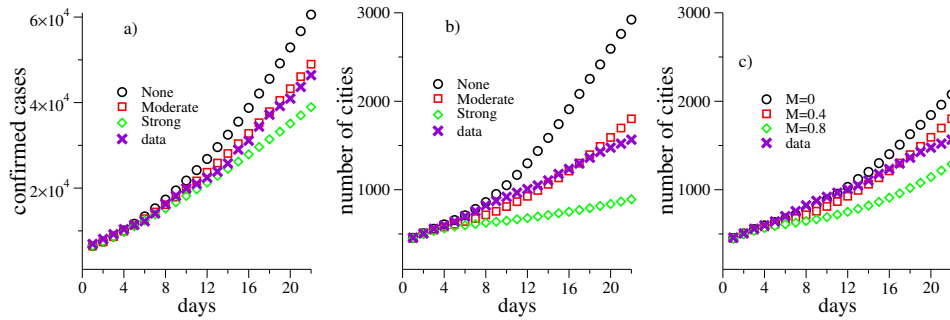 a)
confirmed cases
6×10⁴
4×10⁴
2×10⁴
None
Moderate
Strong
data
0 4 8 12 16 20
days
b)
number of cities
3000
2000
1000
None
Moderate
Strong
data
0 4 8 12 16 20
days
c)
number of cities
3000
2000
1000
M=0
M=0.4
M=0.8
data
0 4 8 12 16 20
days